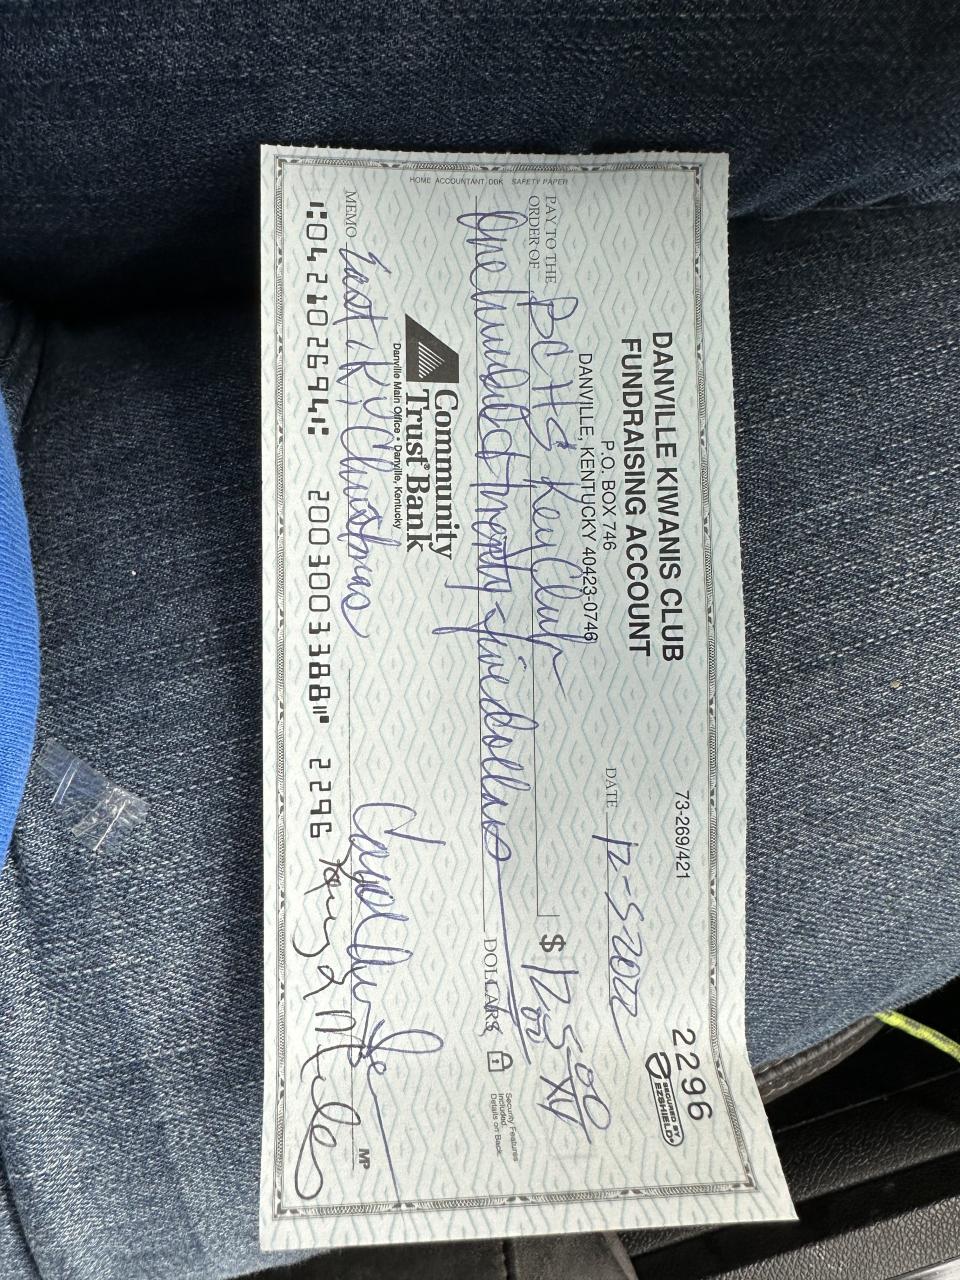 DANVILLE KIWANIS CLUB
FUNDRAISING ACCOUNT
P.O. BOX 746
DANVILLE, KENTUCKY 40423-0746
73-269/421
2296
SECURED BY EZSHIELD
DATE 12-5-2022
PAY TO THE ORDER OF BCHS Key Club $ 125.00
One hundred twenty-five dollars DOLLARS
Security Features Included. Details on Back.
Community Trust Bank
Danville Main Office • Danville, Kentucky
MEMO East. Ky Christmas
MP
042102694 2003003388 2296
HOME ACCOUNTANT DBK SAFETY PAPER